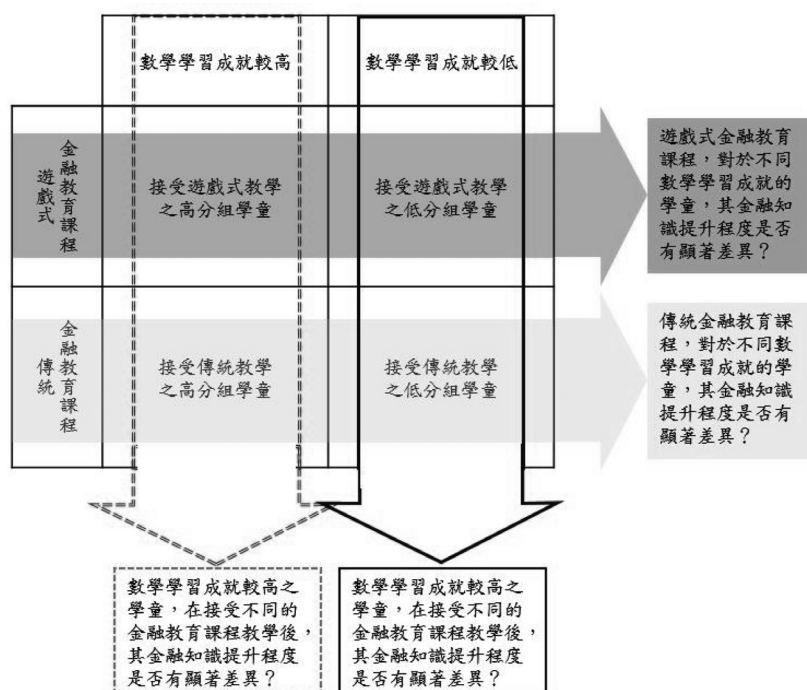 數學學習成就較高
數學學習成就較低
遊戲式
金融教育課程
接受遊戲式教學
之高分組學童
接受遊戲式教學
之低分組學童
遊戲式金融教育
課程，對於不同
數學學習成就的
學童，其金融知
識提升程度是否
有顯著差異？
傳統
金融教育課程
接受傳統教學
之高分組學童
接受傳統教學
之低分組學童
傳統金融教育課
程，對於不同數
學學習成就的學
童，其金融知識
提升程度是否有
顯著差異？
數學學習成就較高之
學童，在接受不同的
金融教育課程教學後，
其金融知識提升程度
是否有顯著差異？
數學學習成就較低之
學童，在接受不同的
金融教育課程教學後，
其金融知識提升程度
是否有顯著差異？